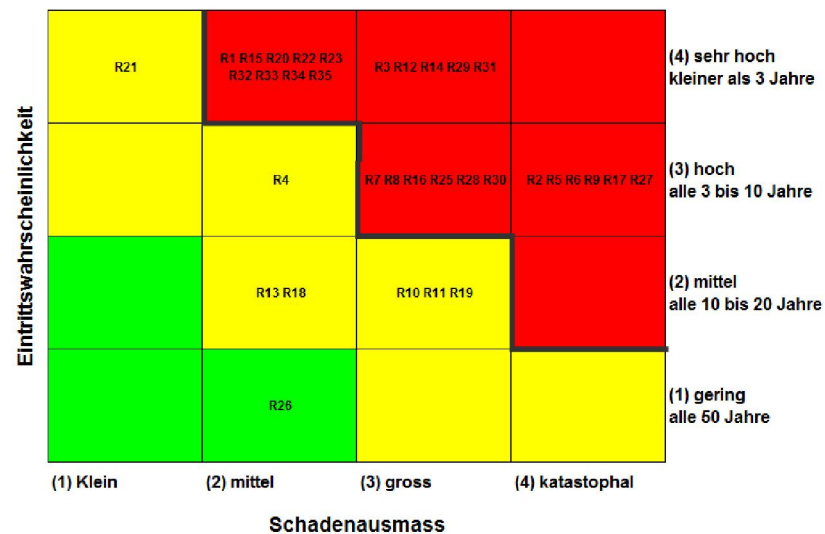 R21
R1 R15 R20 R22 R23
R32 R33 R34 R35
R3 R12 R14 R29 R31
(4) sehr hoch
kleiner als 3 Jahre
R4
R7 R8 R16 R25 R28 R30
R2 R5 R6 R9 R17 R27
(3) hoch
alle 3 bis 10 Jahre
R13 R18
R10 R11 R19
(2) mittel
alle 10 bis 20 Jahre
R26
(1) gering
alle 50 Jahre
Eintrittswahrscheinlichkeit
(1) Klein
(2) mittel
(3) gross
(4) katastophal
Schadenausmass